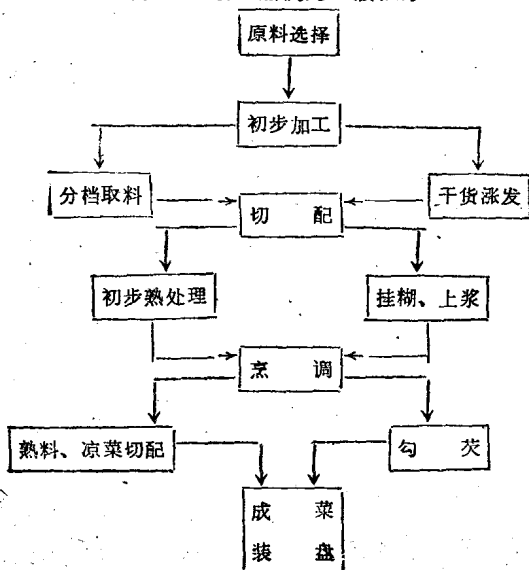 原料选择
初步加工
分档取料
干货涨发
切 配
初步熟处理
挂糊、上浆
烹 调
熟料、凉菜切配
勾 芡
成 菜
装 盘